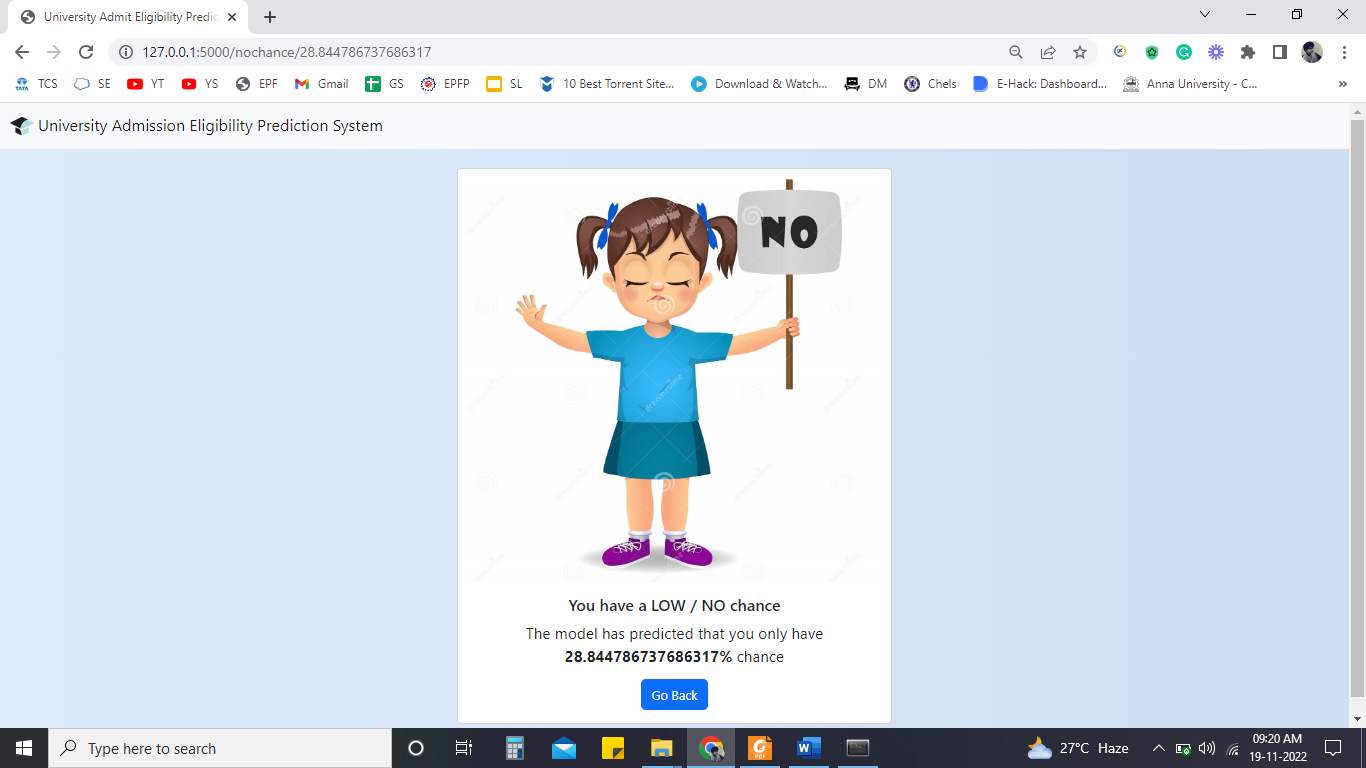 University Admit Eligibility Predic
127.0.0.1:5000/nochance/28.844786737686317
TATA TCS SE YT YS EPF Gmail GS EPFP SL 10 Best Torrent Site... Download & Watch... DM Chels E-Hack: Dashboard... Anna University - C... »
University Admission Eligibility Prediction System
NO
dreamstime
You have a LOW / NO chance
The model has predicted that you only have
28.844786737686317% chance
Go Back
Type here to search
PDF
27°C Haze
09:20 AM
19-11-2022